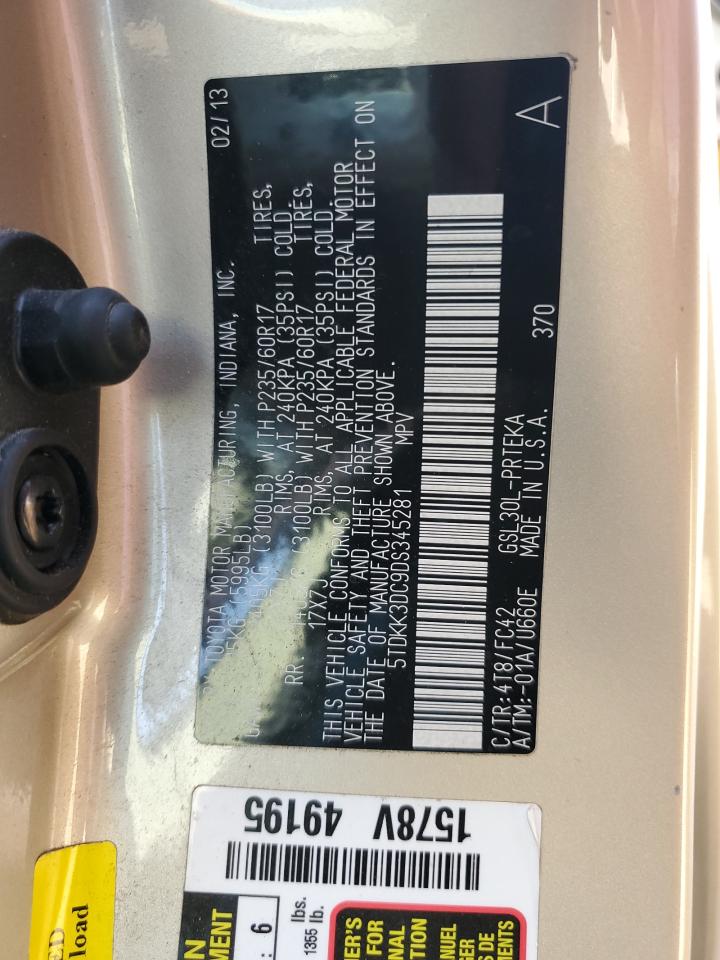 TOYOTA MOTOR MANUFACTURING, INDIANA, INC. 02/13
(5995LB)
(3100LB) WITH P235/60R17 TIRES,
RIMS, AT 240KPA (35PSI) COLD.
RR. (3100LB) WITH P235/60R17 TIRES,
17X7J RIMS, AT 240KPA (35PSI) COLD.
THIS VEHICLE CONFORMS TO ALL APPLICABLE FEDERAL MOTOR
VEHICLE SAFETY AND THEFT PREVENTION STANDARDS IN EFFECT ON
THE DATE OF MANUFACTURE SHOWN ABOVE.
5TDKK3DC9DS345281 MPV
C/TR:4T8/FC42 GSL30L-PRTEKA 370 A
A/TM:-01A/U660E MADE IN U.S.A.
1578V 49195
: 6
lbs.
1355 lb.
load
FOR